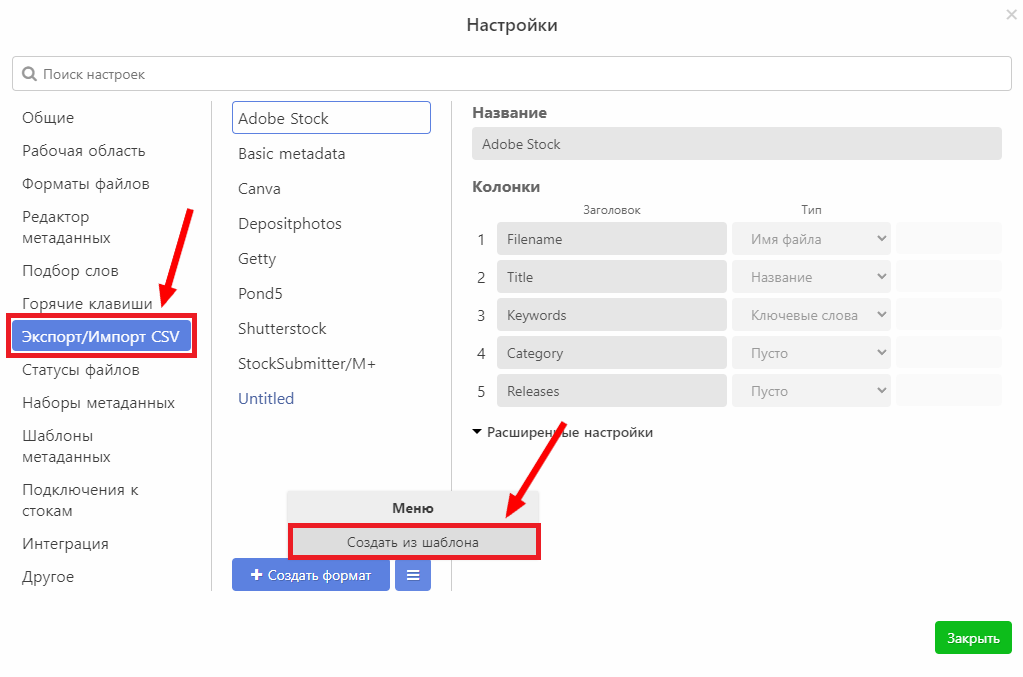 Настройки
Поиск настроек
Общие
Рабочая область
Форматы файлов
Редактор
метаданных
Подбор слов
Горячие клавиши
Экспорт/Импорт CSV
Статусы файлов
Наборы метаданных
Шаблоны
метаданных
Подключения к
стокам
Интеграция
Другое
Adobe Stock
Basic metadata
Canva
Depositphotos
Getty
Pond5
Shutterstock
StockSubmitter/M+
Untitled
Меню
Создать из шаблона
+ Создать формат
Название
Adobe Stock
Колонки
Заголовок Тип
1 Filename Имя файла
2 Title Название
3 Keywords Ключевые слова
4 Category Пусто
5 Releases Пусто
Расширенные настройки
Закрыть